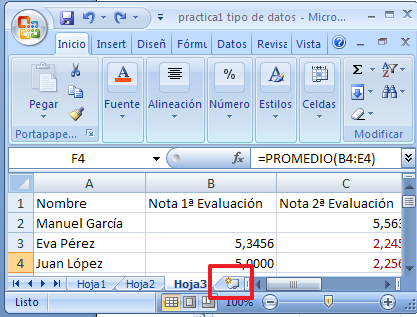 practica1 tipo de datos - Micro...
Inicio Insert Diseñ Fórmu Datos Revisa Vista
Pegar Fuente Alineación Número Estilos Celdas
Portapape... Modificar
F4 fx =PROMEDIO(B4:E4)
A B C
1 Nombre Nota 1ª Evaluación Nota 2ª Evaluación
2 Manuel García 5,563
3 Eva Pérez 5,3456 2,245
4 Juan López 5,0000 2,256
Hoja1 Hoja2 Hoja3
Listo 100%